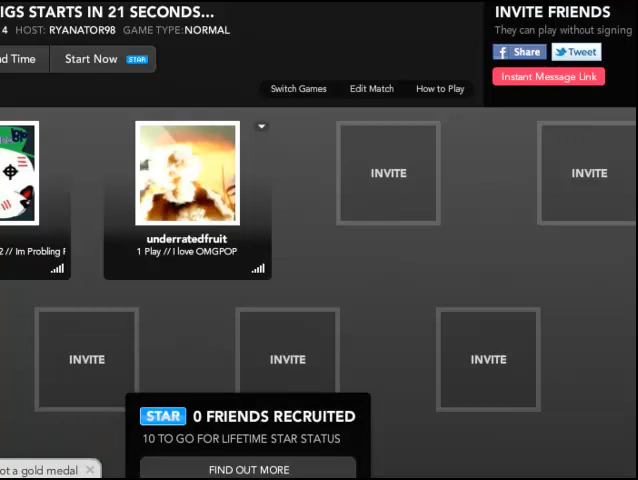 IGS STARTS IN 21 SECONDS...
4 HOST: RYANATOR98 GAME TYPE: NORMAL
d Time Start Now STAR
INVITE FRIENDS
They can play without signing
f Share Tweet
Instant Message Link
Switch Games Edit Match How to Play
INVITE
INVITE
underratedfruit
2 // Im Probling F
1 Play // I love OMGPOP
INVITE
INVITE
INVITE
STAR 0 FRIENDS RECRUITED
10 TO GO FOR LIFETIME STAR STATUS
FIND OUT MORE
ot a gold medal